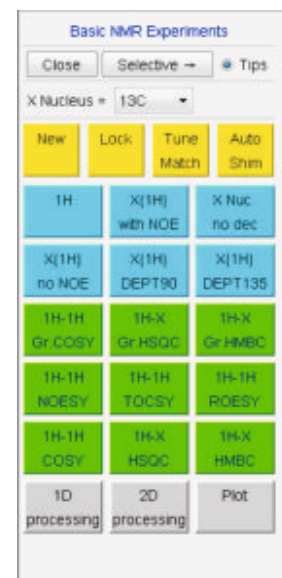 Basic NMR Experiments
Close Selective → Tips
X Nucleus = 13C
New Lock Tune Auto
Match Shim
1H X{1H} X Nuc
with NOE no dec
X{1H} X{1H} X{1H}
no NOE DEPT90 DEPT135
1H-1H 1H-X 1H-X
Gr.COSY Gr.HSQC Gr.HMBC
1H-1H 1H-1H 1H-1H
NOESY TOCSY ROESY
1H-1H 1H-X 1H-X
COSY HSQC HMBC
1D 2D Plot
processing processing